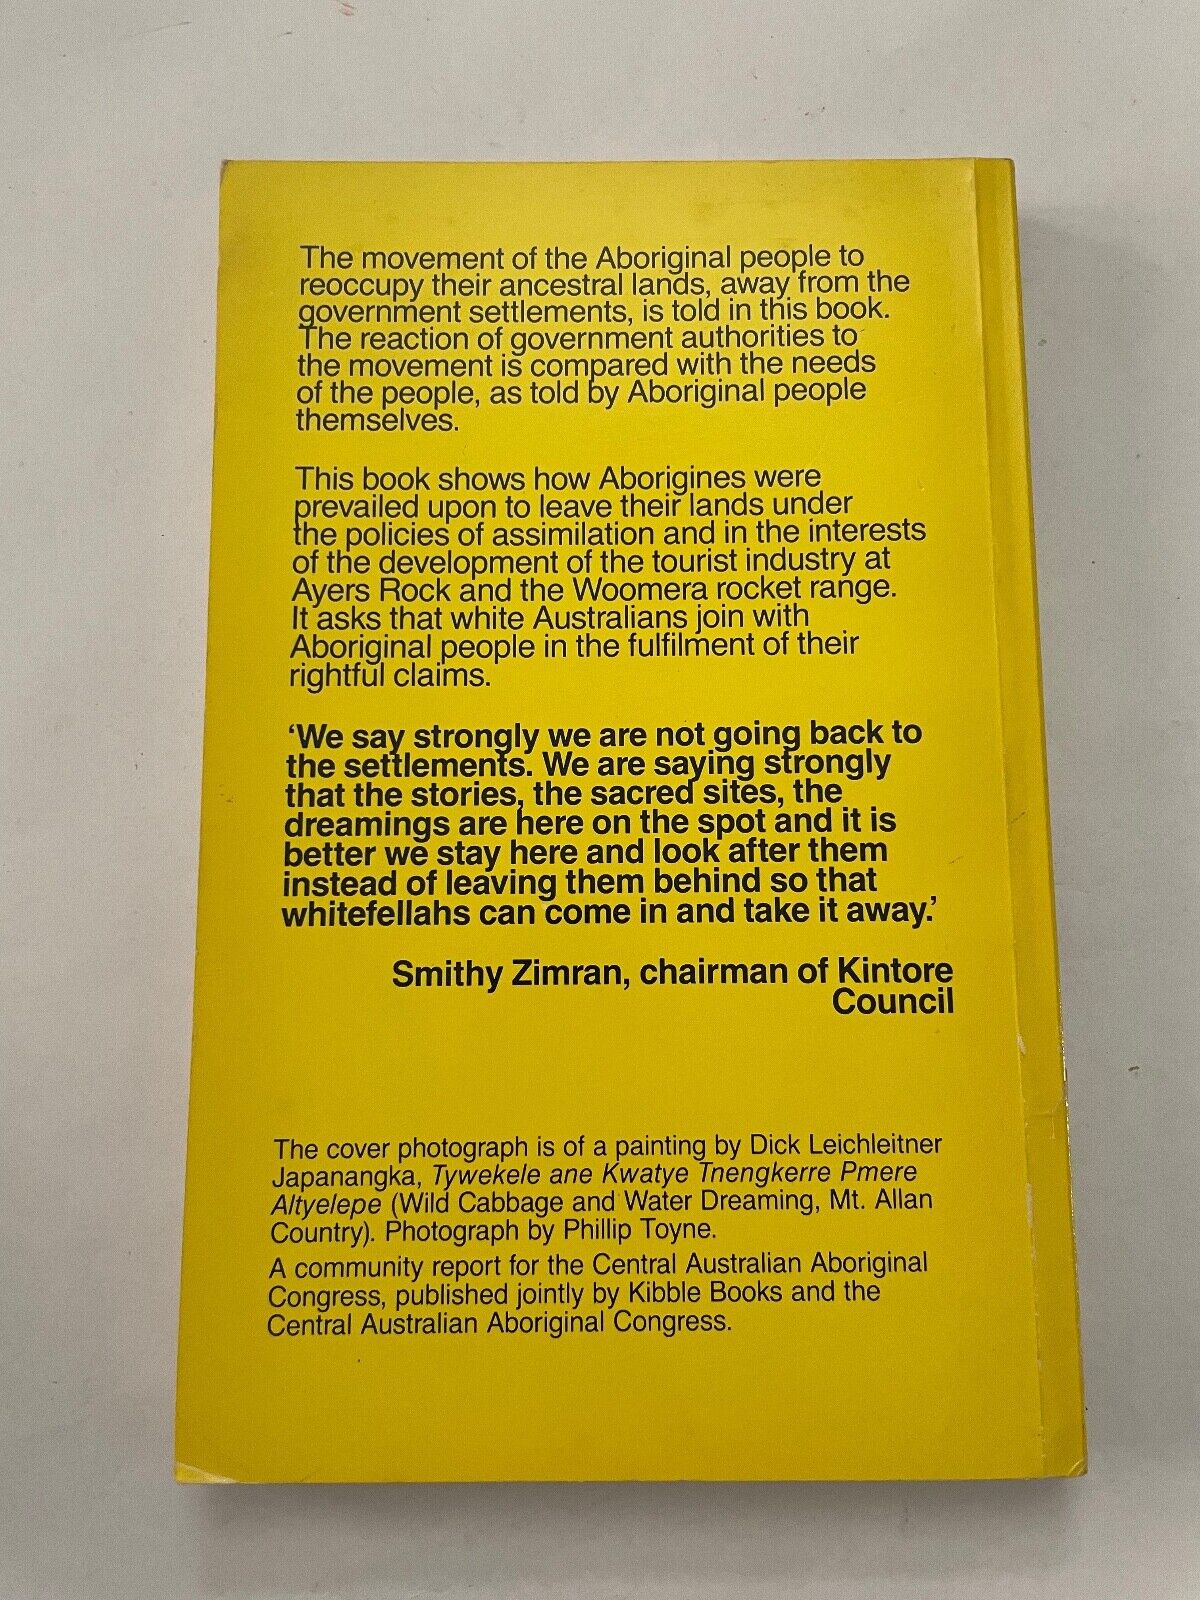 The movement of the Aboriginal people to
reoccupy their ancestral lands, away from the
government settlements, is told in this book.
The reaction of government authorities to
the movement is compared with the needs
of the people, as told by Aboriginal people
themselves.
This book shows how Aborigines were
prevailed upon to leave their lands under
the policies of assimilation and in the interests
of the development of the tourist industry at
Ayers Rock and the Woomera rocket range.
It asks that white Australians join with
Aboriginal people in the fulfilment of their
rightful claims.
‘We say strongly we are not going back to
the settlements. We are saying strongly
that the stories, the sacred sites, the
dreamings are here on the spot and it is
better we stay here and look after them
instead of leaving them behind so that
whitefellahs can come in and take it away.’
Smithy Zimran, chairman of Kintore
Council
The cover photograph is of a painting by Dick Leichleitner
Japanangka, Tywekele ane Kwatye Tnengkerre Pmere
Altyelepe (Wild Cabbage and Water Dreaming, Mt. Allan
Country). Photograph by Phillip Toyne.
A community report for the Central Australian Aboriginal
Congress, published jointly by Kibble Books and the
Central Australian Aboriginal Congress.